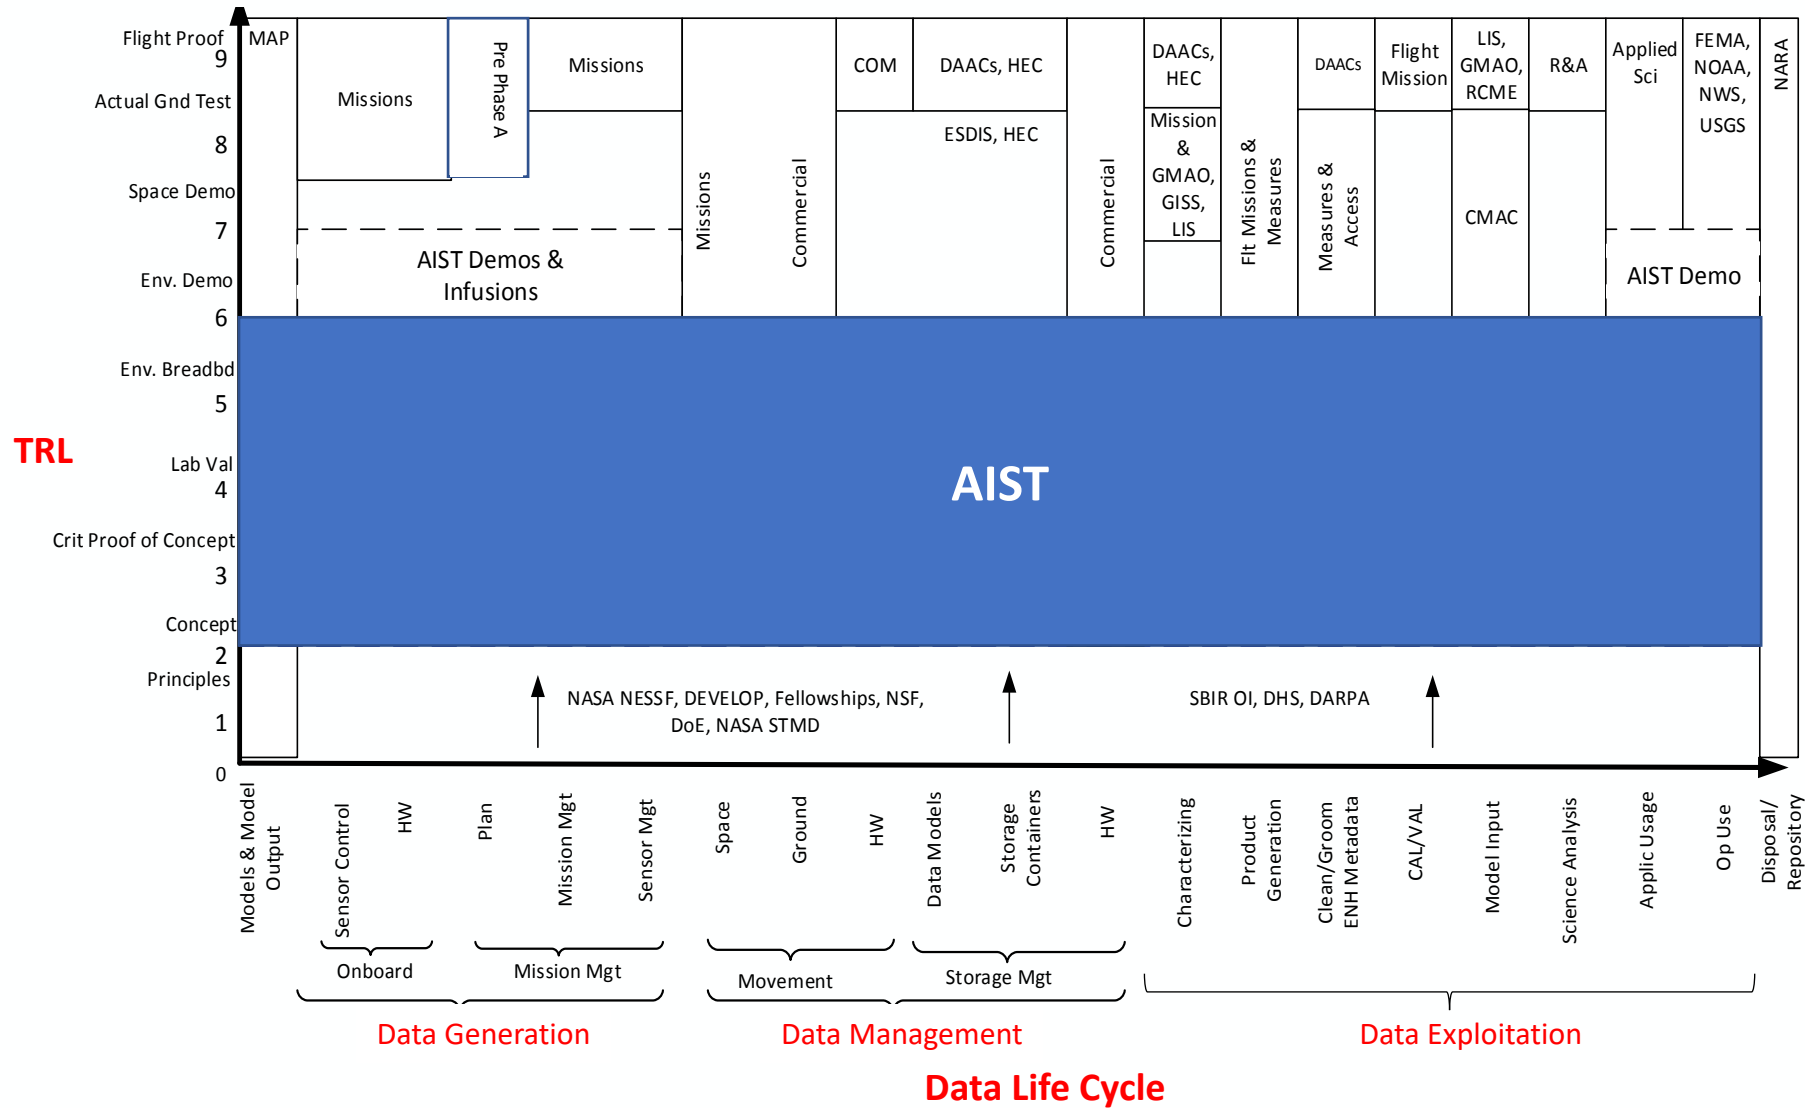 Flight Proof
9
Actual Gnd Test
8
Space Demo
7
Env. Demo
6
Env. Breadbd
5
TRL
Lab Val
4
Crit Proof of Concept
3
Concept
2
Principles
1
0
MAP
Missions
Pre Phase A
Missions
AIST Demos &
Infusions
Missions
Commercial
COM
DAACs, HEC
ESDIS, HEC
Commercial
DAACs,
HEC
Mission
&
GMAO,
GISS,
LIS
Flt Missions &
Measures
DAACs
Measures &
Access
Flight
Mission
LIS,
GMAO,
RCME
CMAC
R&A
Applied
Sci
FEMA,
NOAA,
NWS,
USGS
AIST Demo
NARA
AIST
NASA NESSF, DEVELOP, Fellowships, NSF,
DoE, NASA STMD
SBIR OI, DHS, DARPA
Models & Model
Output
Sensor Control
HW
Plan
Mission Mgt
Sensor Mgt
Space
Ground
HW
Data Models
Storage
Containers
HW
Characterizing
Product
Generation
Clean/Groom
ENH Metadata
CAL/VAL
Model Input
Science Analysis
Applic Usage
Op Use
Disposal/
Repository
Onboard
Mission Mgt
Movement
Storage Mgt
Data Generation
Data Management
Data Exploitation
Data Life Cycle